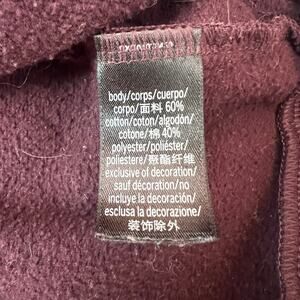 body/corps/cuerpo/
corpo/面料 60%
cotton/coton/algodón/
cotone/棉 40%
polyester/poliéster/
poliestere/聚酯纤维
exclusive of decoration/
sauf décoration/no
incluye la decoración/
esclusa la decorazione/
装饰除外